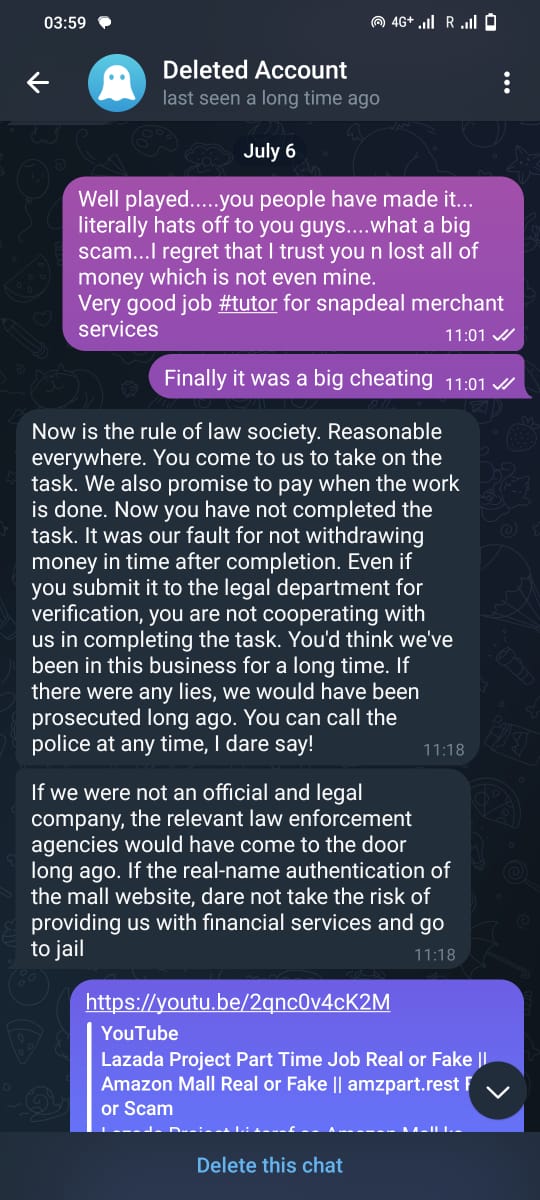 03:59
4G+ R
Deleted Account
last seen a long time ago
July 6
Well played.....you people have made it...
literally hats off to you guys....what a big
scam...I regret that I trust you n lost all of
money which is not even mine.
Very good job #tutor for snapdeal merchant
services
11:01
Finally it was a big cheating 11:01
Now is the rule of law society. Reasonable
everywhere. You come to us to take on the
task. We also promise to pay when the work
is done. Now you have not completed the
task. It was our fault for not withdrawing
money in time after completion. Even if
you submit it to the legal department for
verification, you are not cooperating with
us in completing the task. You'd think we've
been in this business for a long time. If
there were any lies, we would have been
prosecuted long ago. You can call the
police at any time, I dare say!
11:18
If we were not an official and legal
company, the relevant law enforcement
agencies would have come to the door
long ago. If the real-name authentication of
the mall website, dare not take the risk of
providing us with financial services and go
to jail
11:18
https://youtu.be/2qnc0v4cK2M
YouTube
Lazada Project Part Time Job Real or Fake ||
Amazon Mall Real or Fake || amzpart.rest
or Scam
Delete this chat